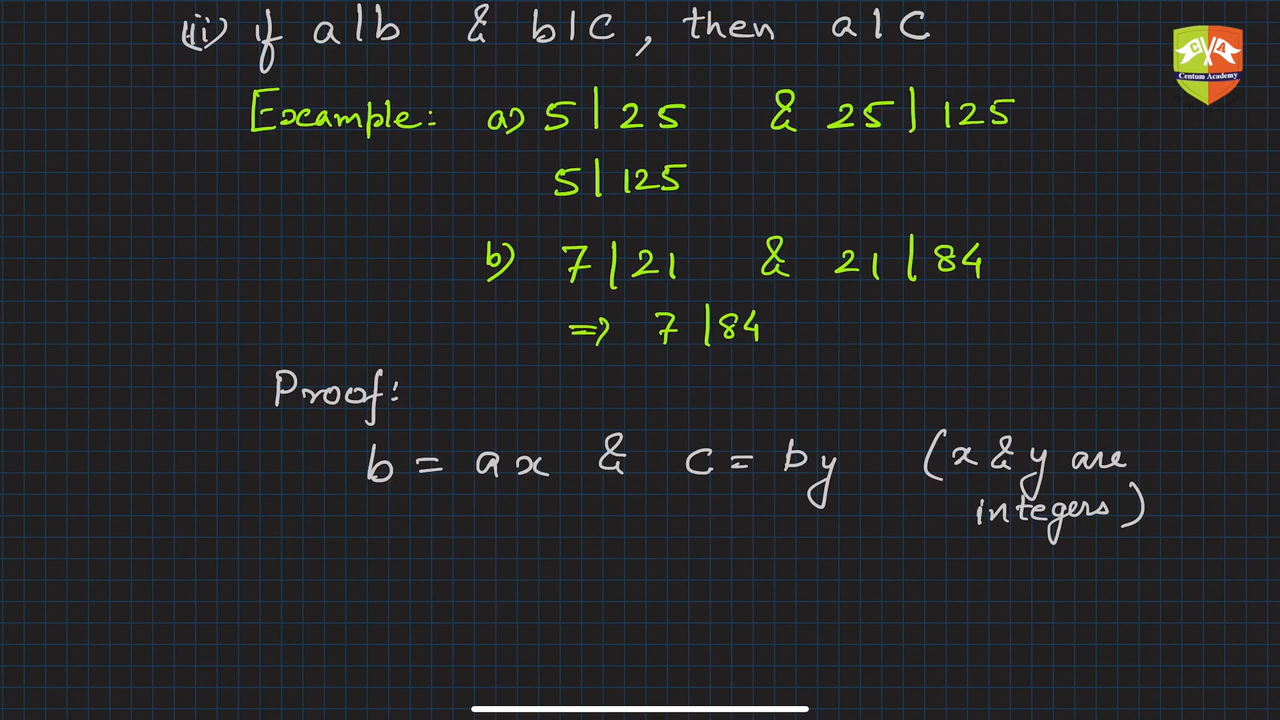 (ii) if a|b & b|c, then a|c
Example: a) 5|25 & 25|125
5|125
b) 7|21 & 21|84
=> 7|84
Proof:
b = ax & c = by (x & y are
integers)
C A
Centum Academy